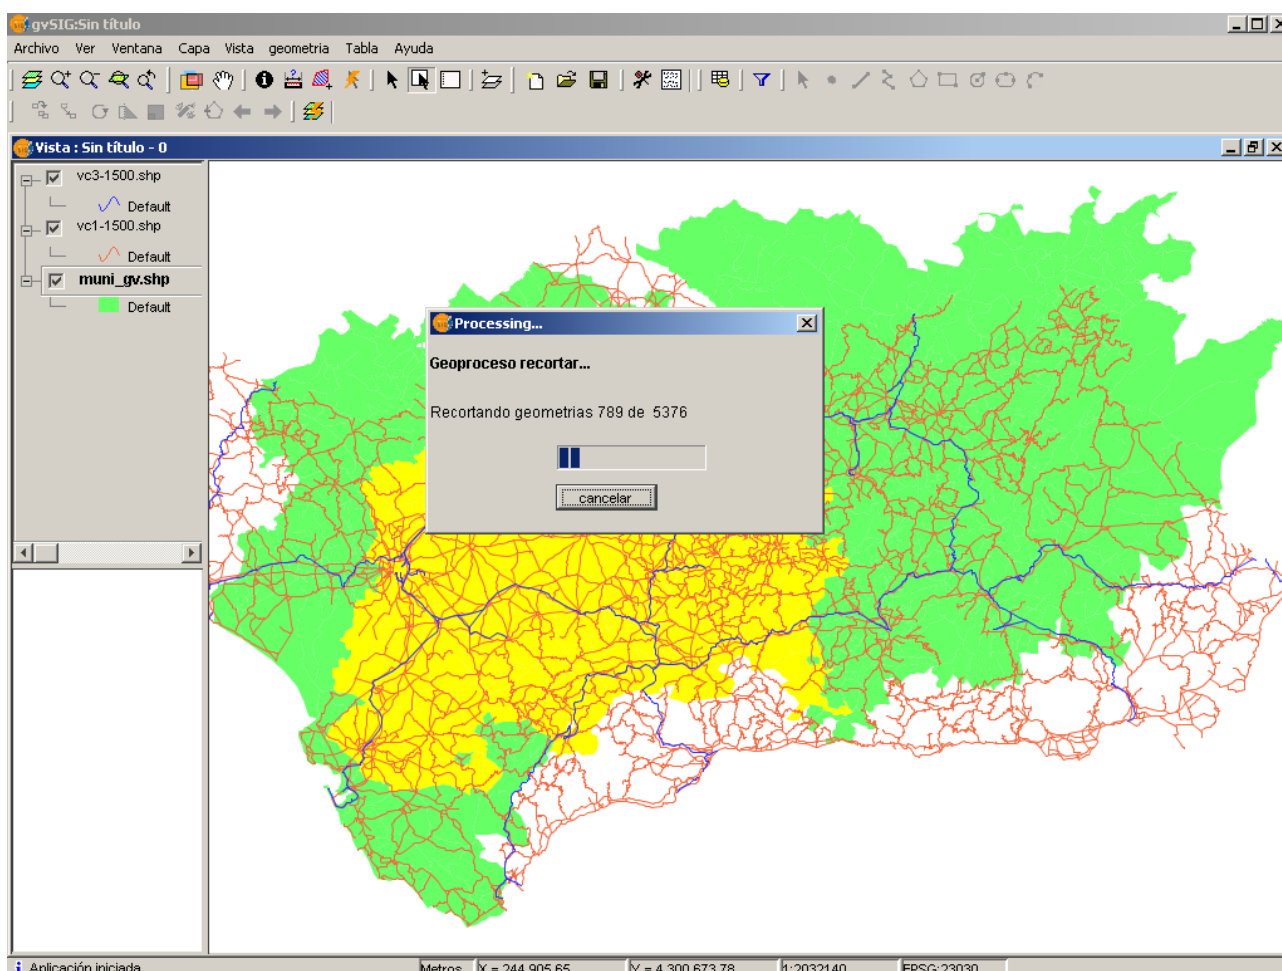 gvSIG:Sin título
Archivo Ver Ventana Capa Vista geometria Tabla Ayuda
Vista : Sin título - 0
vc3-1500.shp
Default
vc1-1500.shp
Default
muni_gv.shp
Default
Processing...
Geoproceso recortar...
Recortando geometrias 789 de 5376
cancelar
Aplicación iniciada Metros X = 244.905,65 Y = 4.300.673,78 1:2032140 EPSG:23030